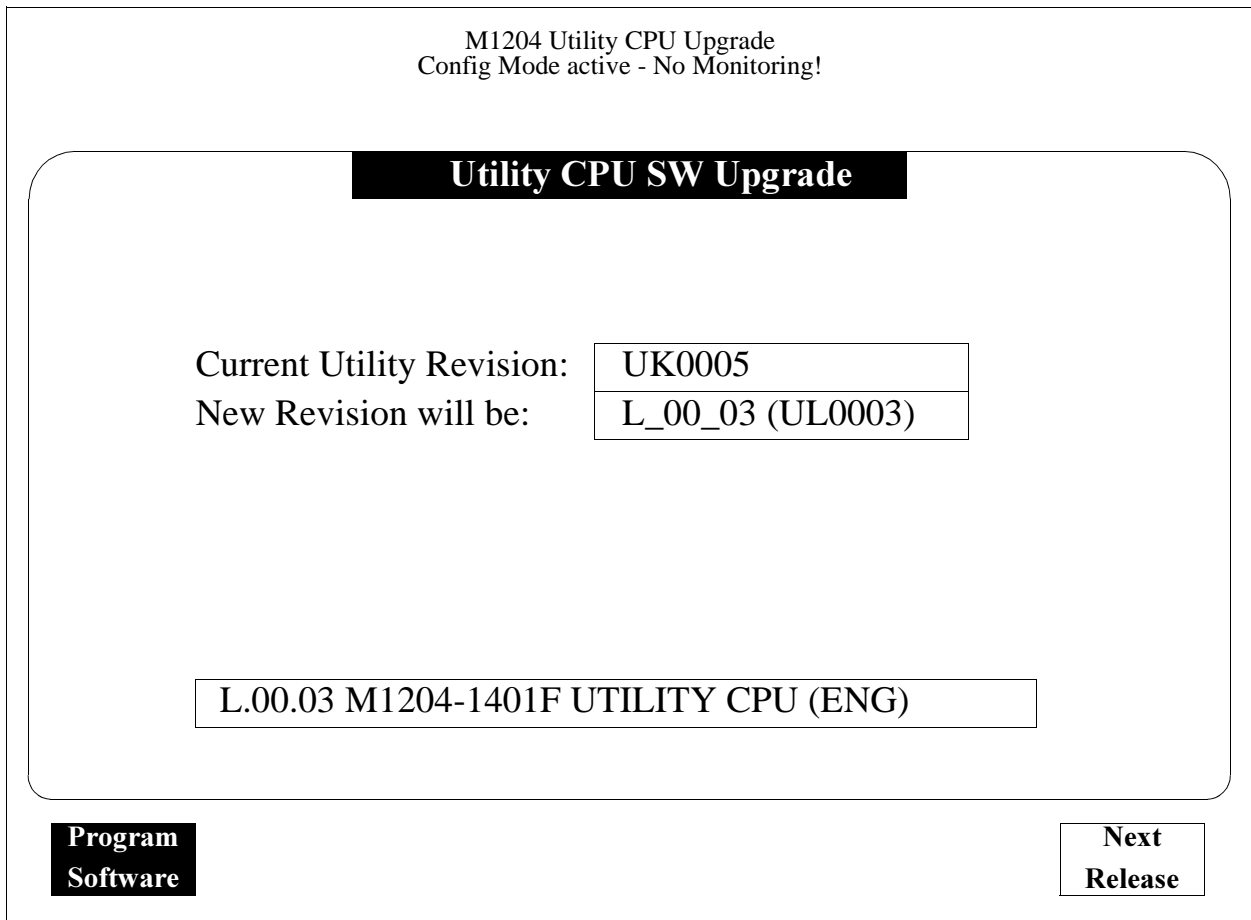 M1204 Utility CPU Upgrade
Config Mode active - No Monitoring!
Utility CPU SW Upgrade
Current Utility Revision: UK0005
New Revision will be: L_00_03 (UL0003)
L.00.03 M1204-1401F UTILITY CPU (ENG)
Program
Software
Next
Release